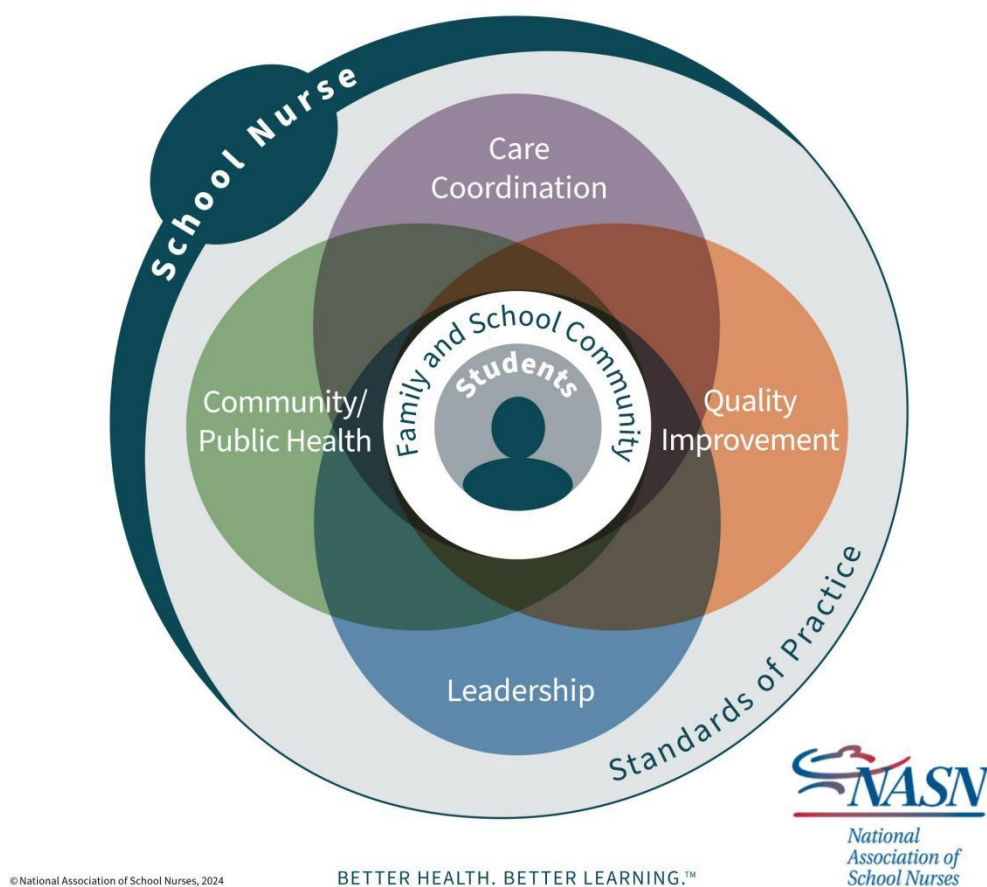 School Nurse
Care
Coordination
Family and School Community
Students
Community/
Public Health
Quality
Improvement
Leadership
Standards of Practice
NASN
National
Association of
School Nurses
©National Association of School Nurses, 2024
BETTER HEALTH. BETTER LEARNING.™